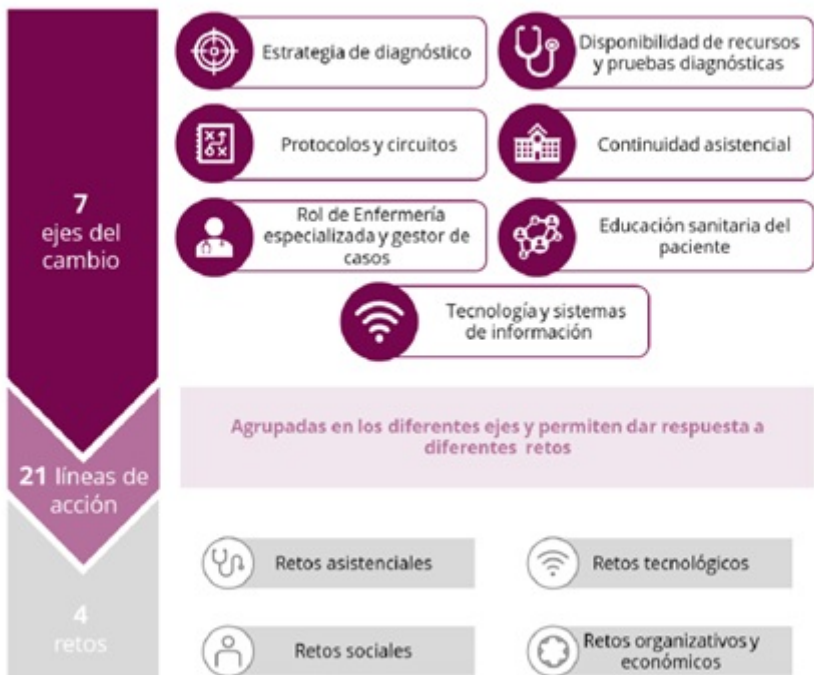 7
ejes del
cambio
Estrategia de diagnóstico
Disponibilidad de recursos
y pruebas diagnósticas
Protocolos y circuitos
Continuidad asistencial
Rol de Enfermería
especializada y gestor de
casos
Educación sanitaria del
paciente
Tecnología y sistemas
de información
21 líneas de
acción
Agrupadas en los diferentes ejes y permiten dar respuesta a
diferentes retos
4
retos
Retos asistenciales
Retos tecnológicos
Retos sociales
Retos organizativos y
económicos